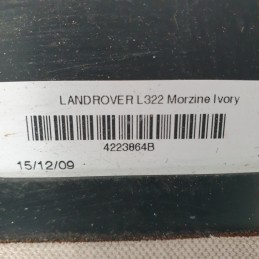 LANDROVER L322 Morzine Ivory
4223864B
15/12/09